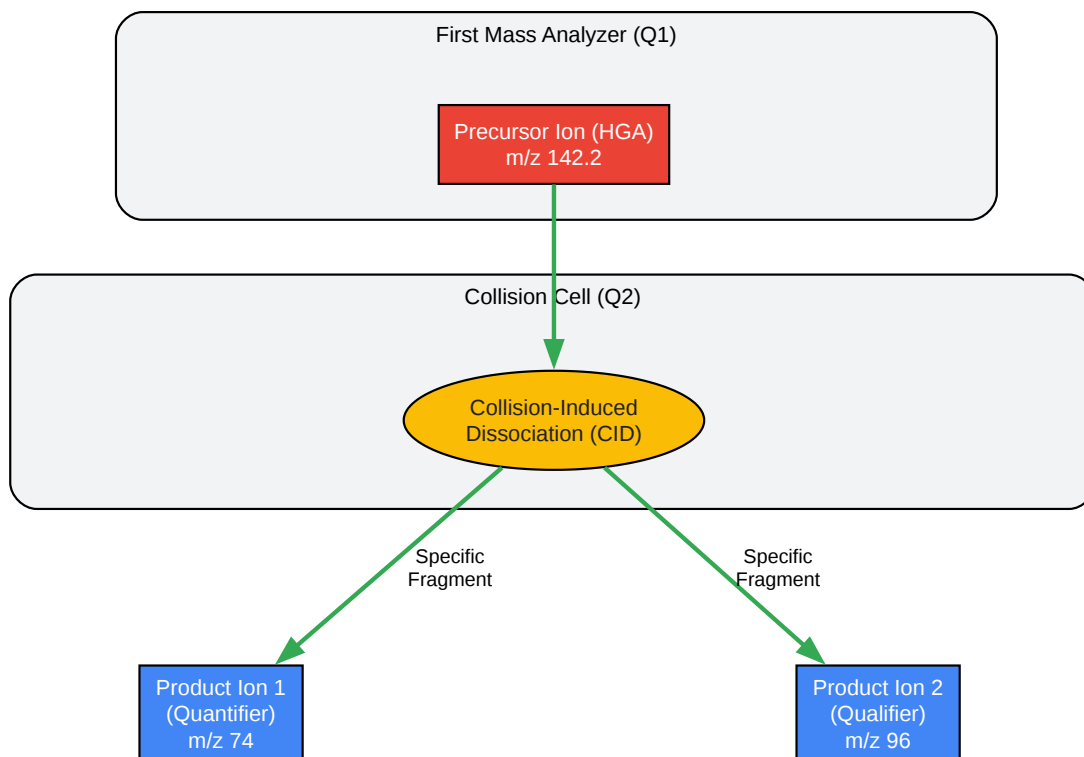 First Mass Analyzer (Q1)
Precursor Ion (HGA)
m/z 142.2
Collision Cell (Q2)
Collision-Induced
Dissociation (CID)
Specific
Fragment
Specific
Fragment
Product Ion 1
(Quantifier)
m/z 74
Product Ion 2
(Qualifier)
m/z 96